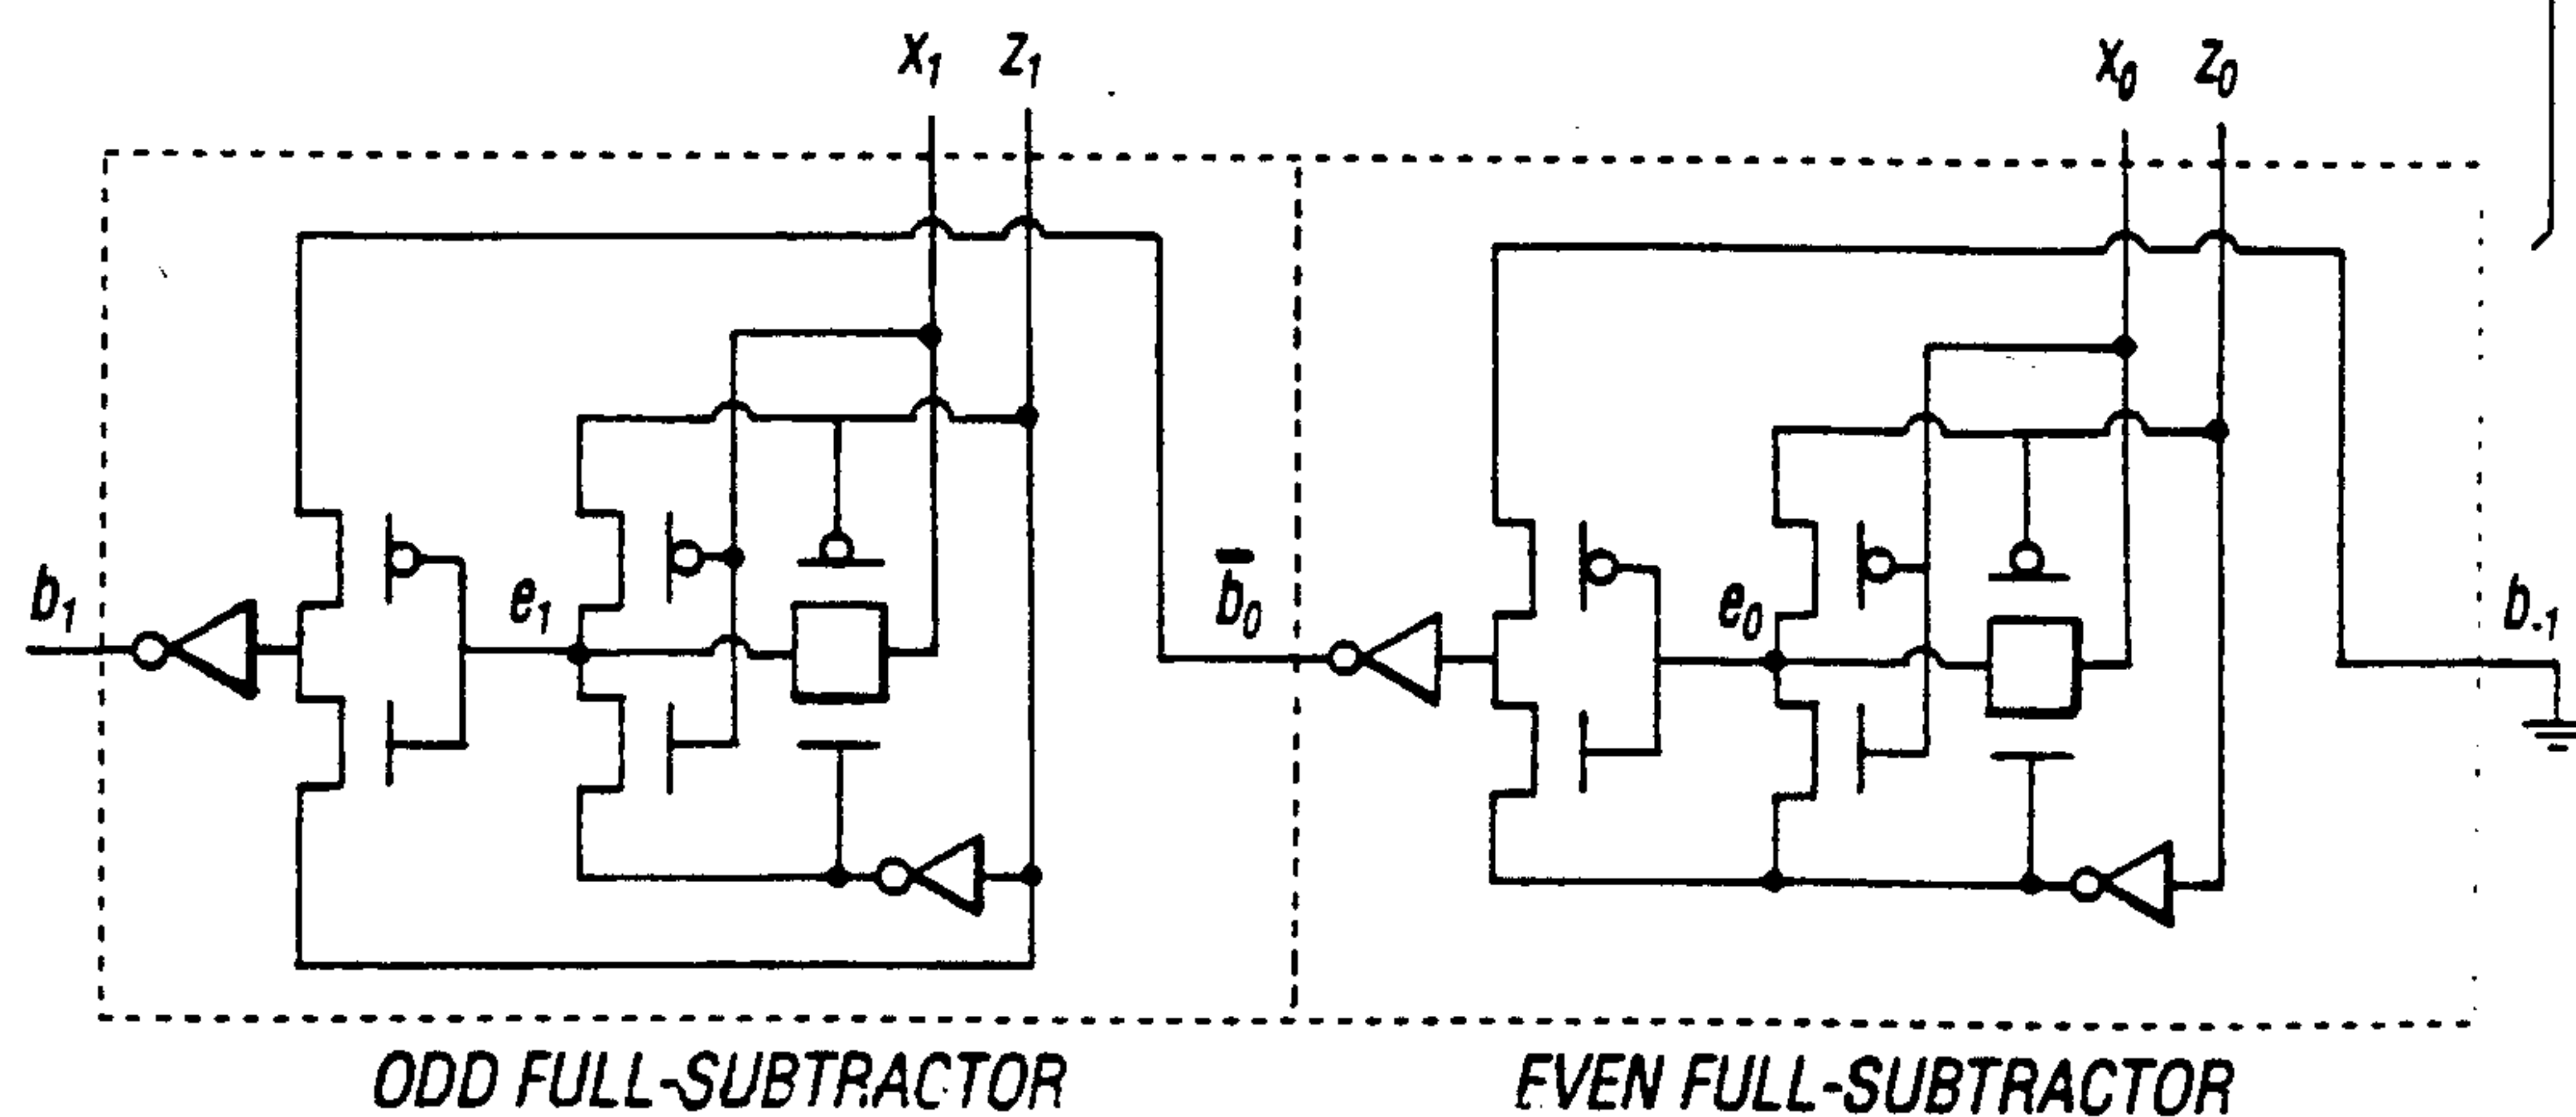 x₁ z₁ x₀ z₀
b₁ e₁ b̅₀ e₀ b₋₁
ODD FULL-SUBTRACTOR EVEN FULL-SUBTRACTOR